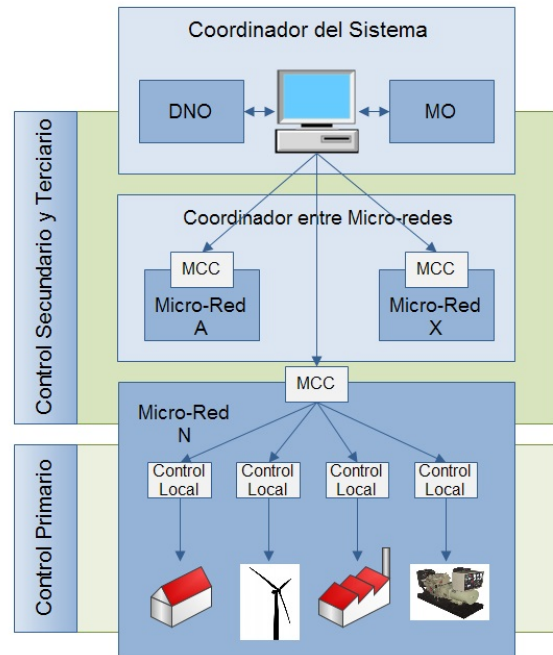 Coordinador del Sistema
DNO
MO
Control Secundario y Terciario
Coordinador entre Micro-redes
MCC
Micro-Red
A
MCC
Micro-Red
X
MCC
Micro-Red
N
Control Primario
Control
Local
Control
Local
Control
Local
Control
Local